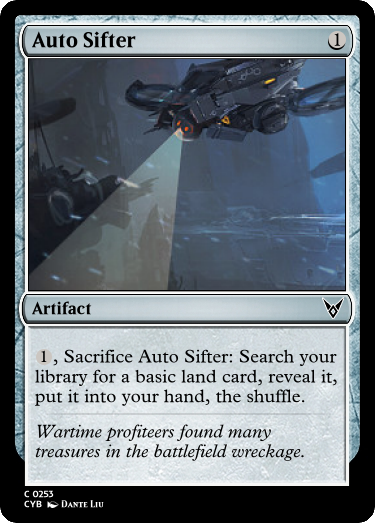 Auto Sifter 1
Artifact
1, Sacrifice Auto Sifter: Search your
library for a basic land card, reveal it,
put it into your hand, the shuffle.
Wartime profiteers found many
treasures in the battlefield wreckage.
C 0253
CYB Dante Liu